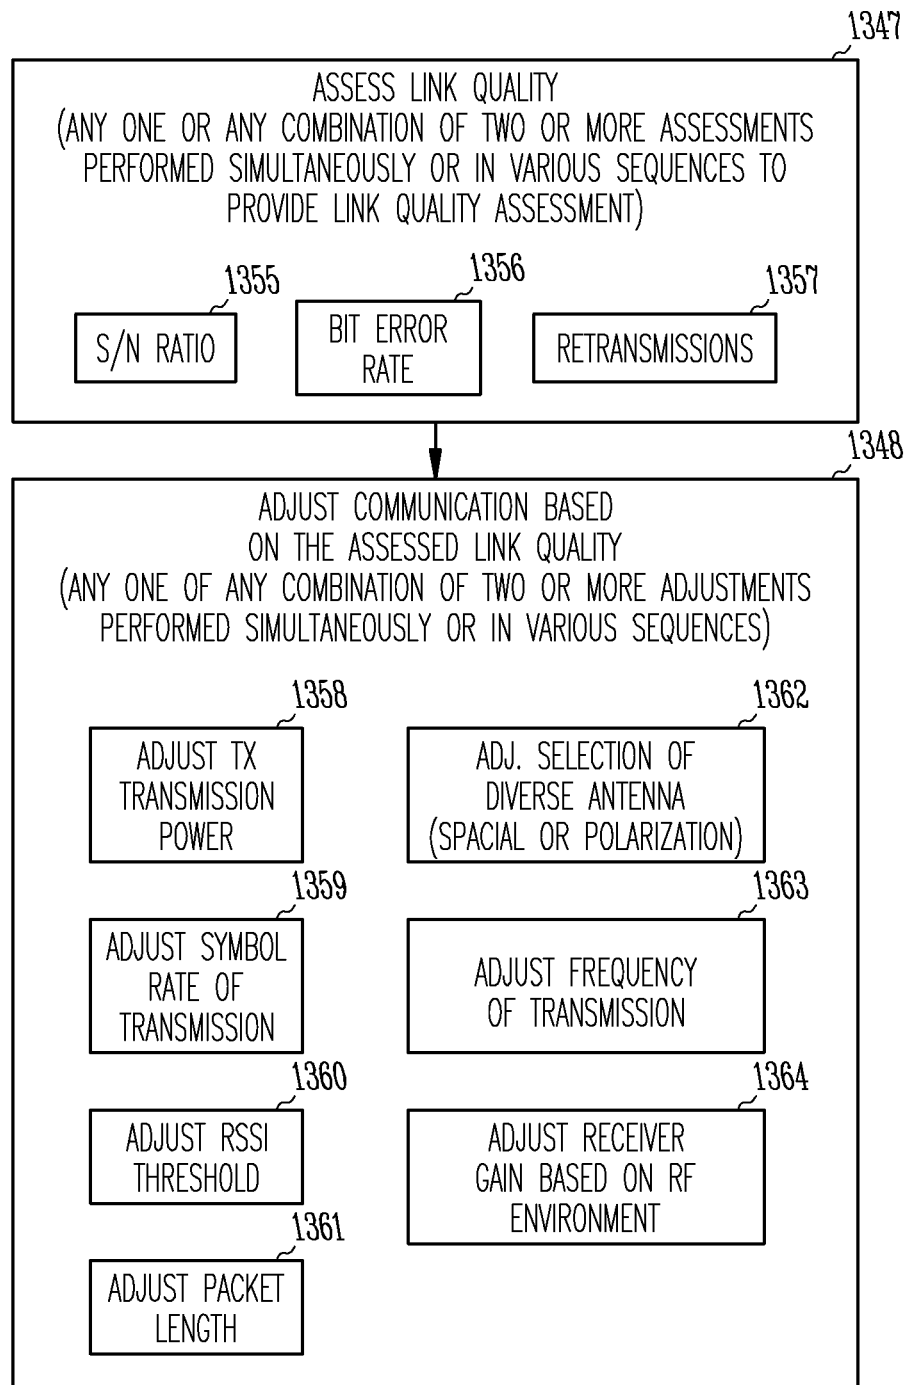 1347
ASSESS LINK QUALITY
(ANY ONE OR ANY COMBINATION OF TWO OR MORE ASSESSMENTS
PERFORMED SIMULTANEOUSLY OR IN VARIOUS SEQUENCES TO
PROVIDE LINK QUALITY ASSESSMENT)
1355
S/N RATIO
1356
BIT ERROR
RATE
1357
RETRANSMISSIONS
1348
ADJUST COMMUNICATION BASED
ON THE ASSESSED LINK QUALITY
(ANY ONE OF ANY COMBINATION OF TWO OR MORE ADJUSTMENTS
PERFORMED SIMULTANEOUSLY OR IN VARIOUS SEQUENCES)
1358
ADJUST TX
TRANSMISSION
POWER
1359
ADJUST SYMBOL
RATE OF
TRANSMISSION
1360
ADJUST RSSI
THRESHOLD
1361
ADJUST PACKET
LENGTH
1362
ADJ. SELECTION OF
DIVERSE ANTENNA
(SPACIAL OR POLARIZATION)
1363
ADJUST FREQUENCY
OF TRANSMISSION
1364
ADJUST RECEIVER
GAIN BASED ON RF
ENVIRONMENT